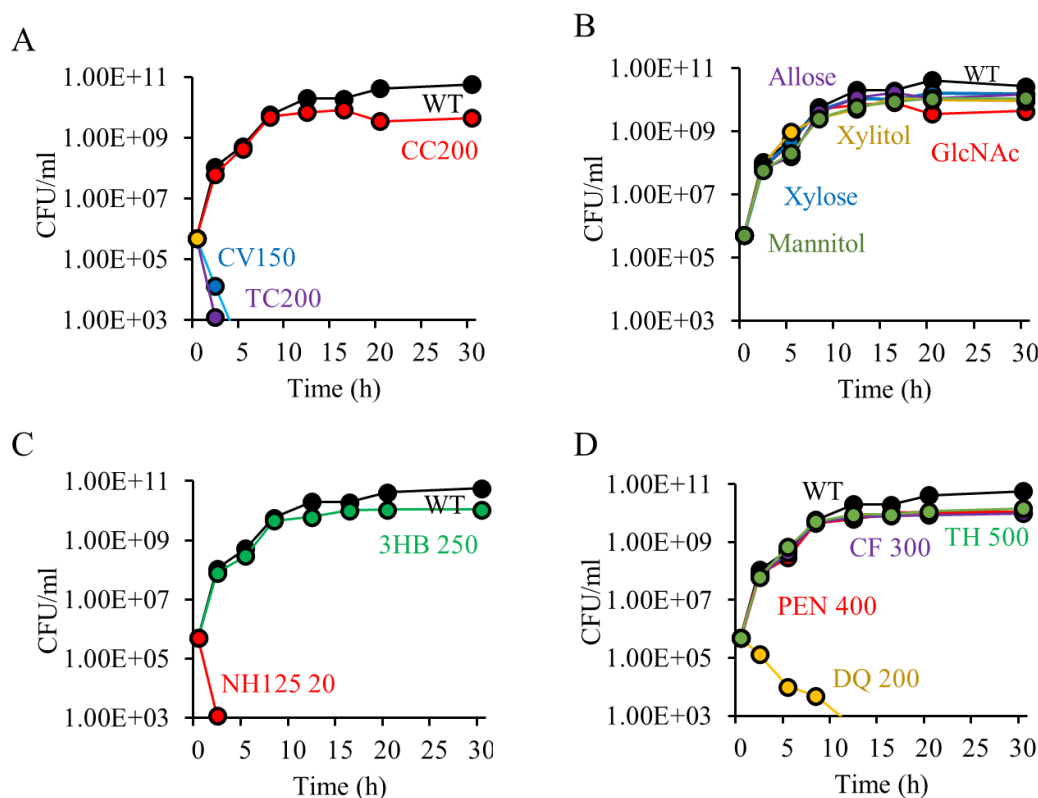 A
1.00E+11
1.00E+09
1.00E+07
1.00E+05
1.00E+03
CFU/ml
WT
CC200
CV150
TC200
0 5 10 15 20 25 30
Time (h)
B
1.00E+11
1.00E+09
1.00E+07
1.00E+05
1.00E+03
CFU/ml
Allose
WT
Xylitol
GlcNAc
Xylose
Mannitol
0 5 10 15 20 25 30
Time (h)
C
1.00E+11
1.00E+09
1.00E+07
1.00E+05
1.00E+03
CFU/ml
WT
3HB 250
NH125 20
0 5 10 15 20 25 30
Time (h)
D
1.00E+11
1.00E+09
1.00E+07
1.00E+05
1.00E+03
CFU/ml
WT
CF 300
TH 500
PEN 400
DQ 200
0 5 10 15 20 25 30
Time (h)